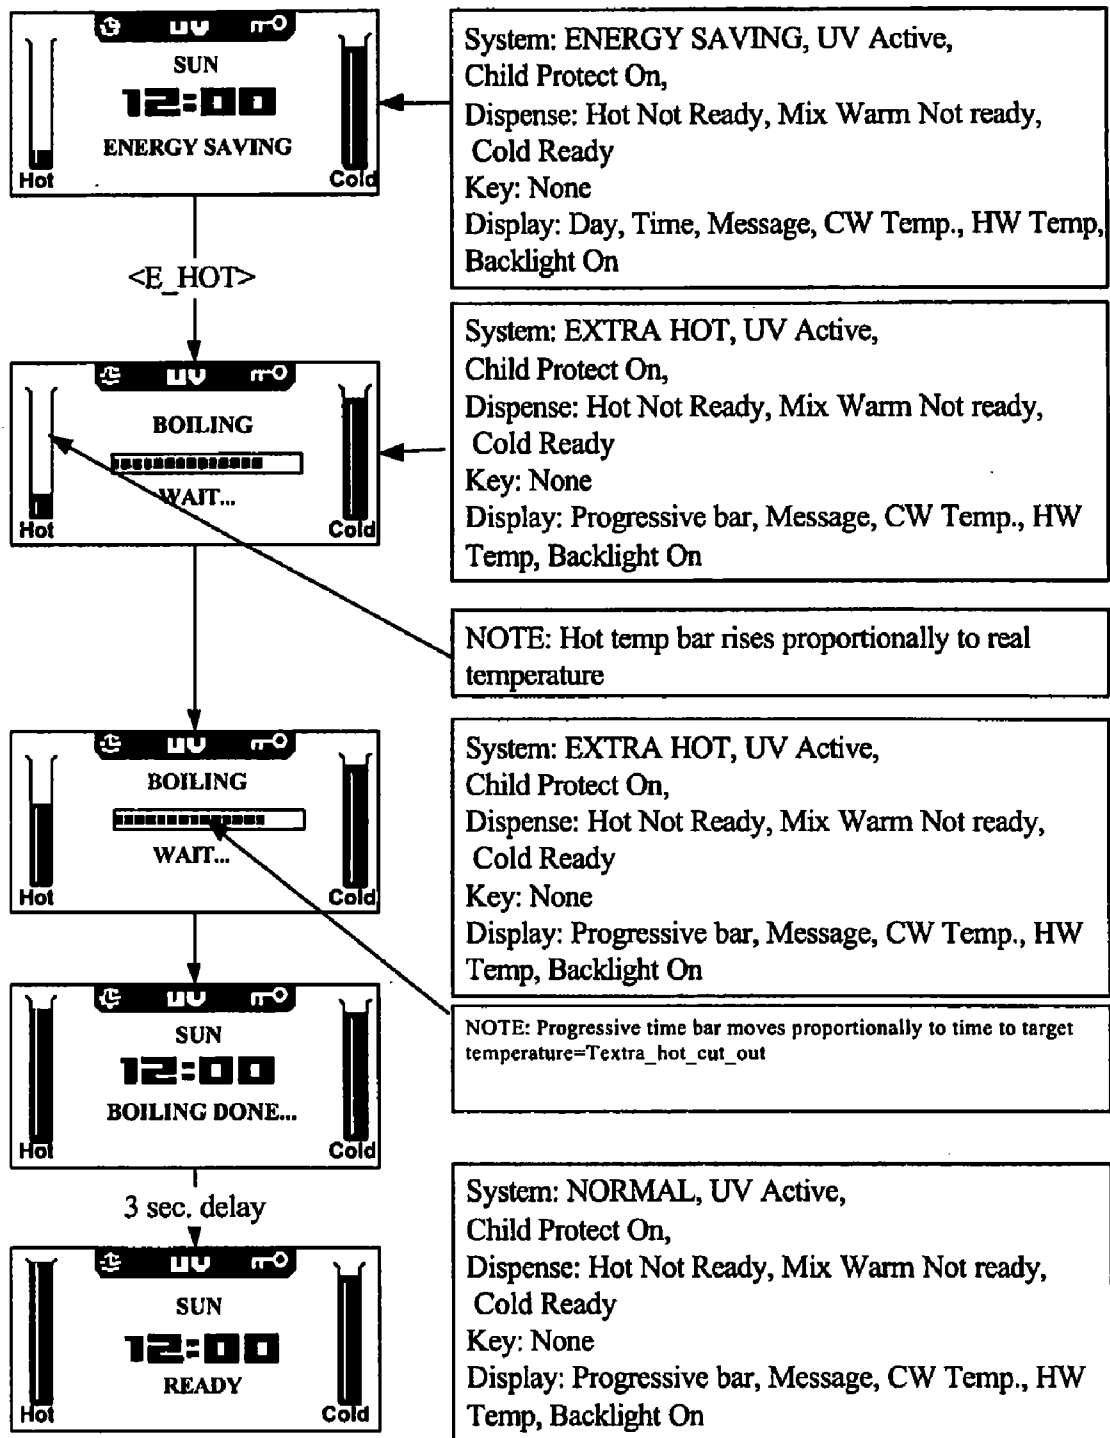 UV
SUN
12:00
ENERGY SAVING
Hot
Cold
System: ENERGY SAVING, UV Active,
Child Protect On,
Dispense: Hot Not Ready, Mix Warm Not ready,
Cold Ready
Key: None
Display: Day, Time, Message, CW Temp., HW Temp,
Backlight On
<E_HOT>
UV
BOILING
WAIT...
Hot
Cold
System: EXTRA HOT, UV Active,
Child Protect On,
Dispense: Hot Not Ready, Mix Warm Not ready,
Cold Ready
Key: None
Display: Progressive bar, Message, CW Temp., HW
Temp, Backlight On
NOTE: Hot temp bar rises proportionally to real
temperature
UV
BOILING
WAIT...
Hot
Cold
System: EXTRA HOT, UV Active,
Child Protect On,
Dispense: Hot Not Ready, Mix Warm Not ready,
Cold Ready
Key: None
Display: Progressive bar, Message, CW Temp., HW
Temp, Backlight On
NOTE: Progressive time bar moves proportionally to time to target
temperature=Textra_hot_cut_out
UV
SUN
12:00
BOILING DONE...
Hot
Cold
3 sec. delay
UV
SUN
12:00
READY
Hot
Cold
System: NORMAL, UV Active,
Child Protect On,
Dispense: Hot Not Ready, Mix Warm Not ready,
Cold Ready
Key: None
Display: Progressive bar, Message, CW Temp., HW
Temp, Backlight On